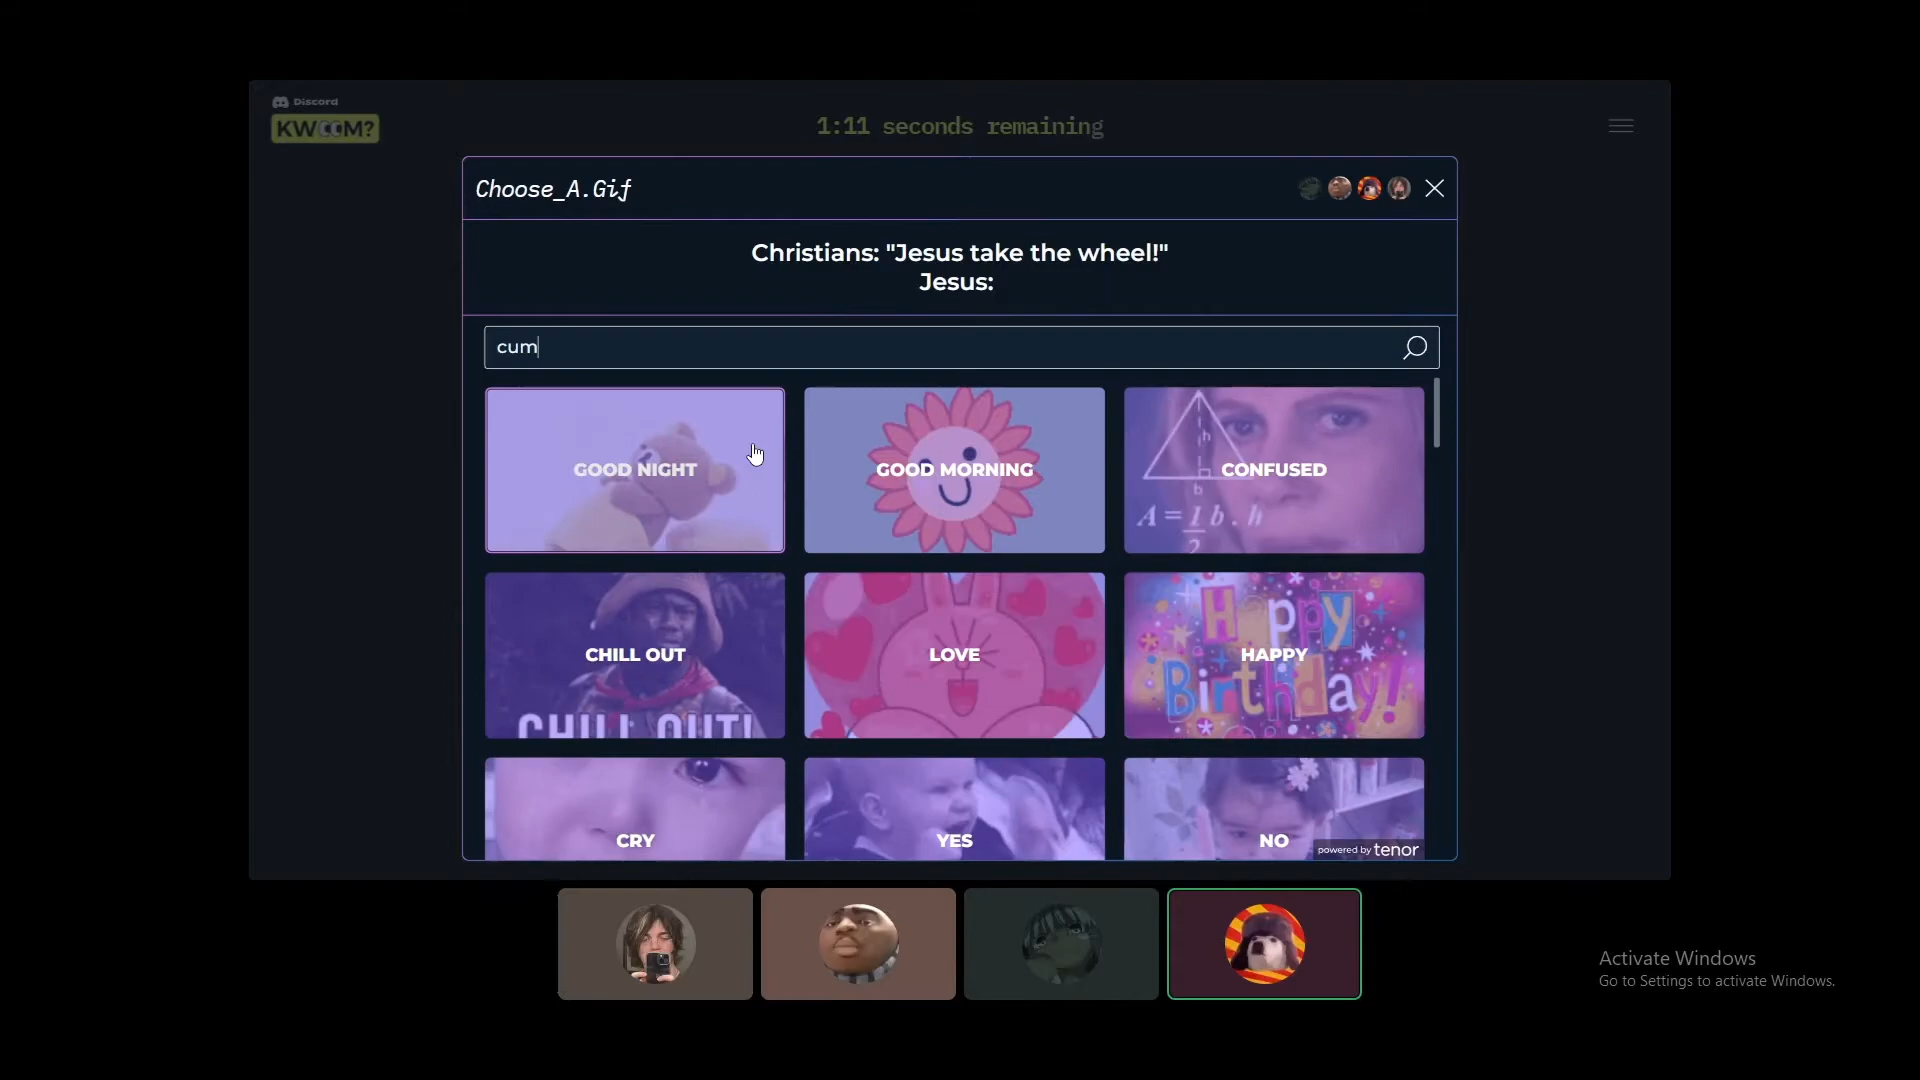 Discord
KWOOM?
1:11 seconds remaining
Choose_A.Gif
Christians: "Jesus take the wheel!"
Jesus:
cum
GOOD NIGHT
GOOD MORNING
CONFUSED
h
b
A = 1/2 b . h
CHILL OUT
CHILL OUT!
LOVE
HAPPY
Happy
Birthday!
CRY
YES
NO
powered by tenor
Activate Windows
Go to Settings to activate Windows.